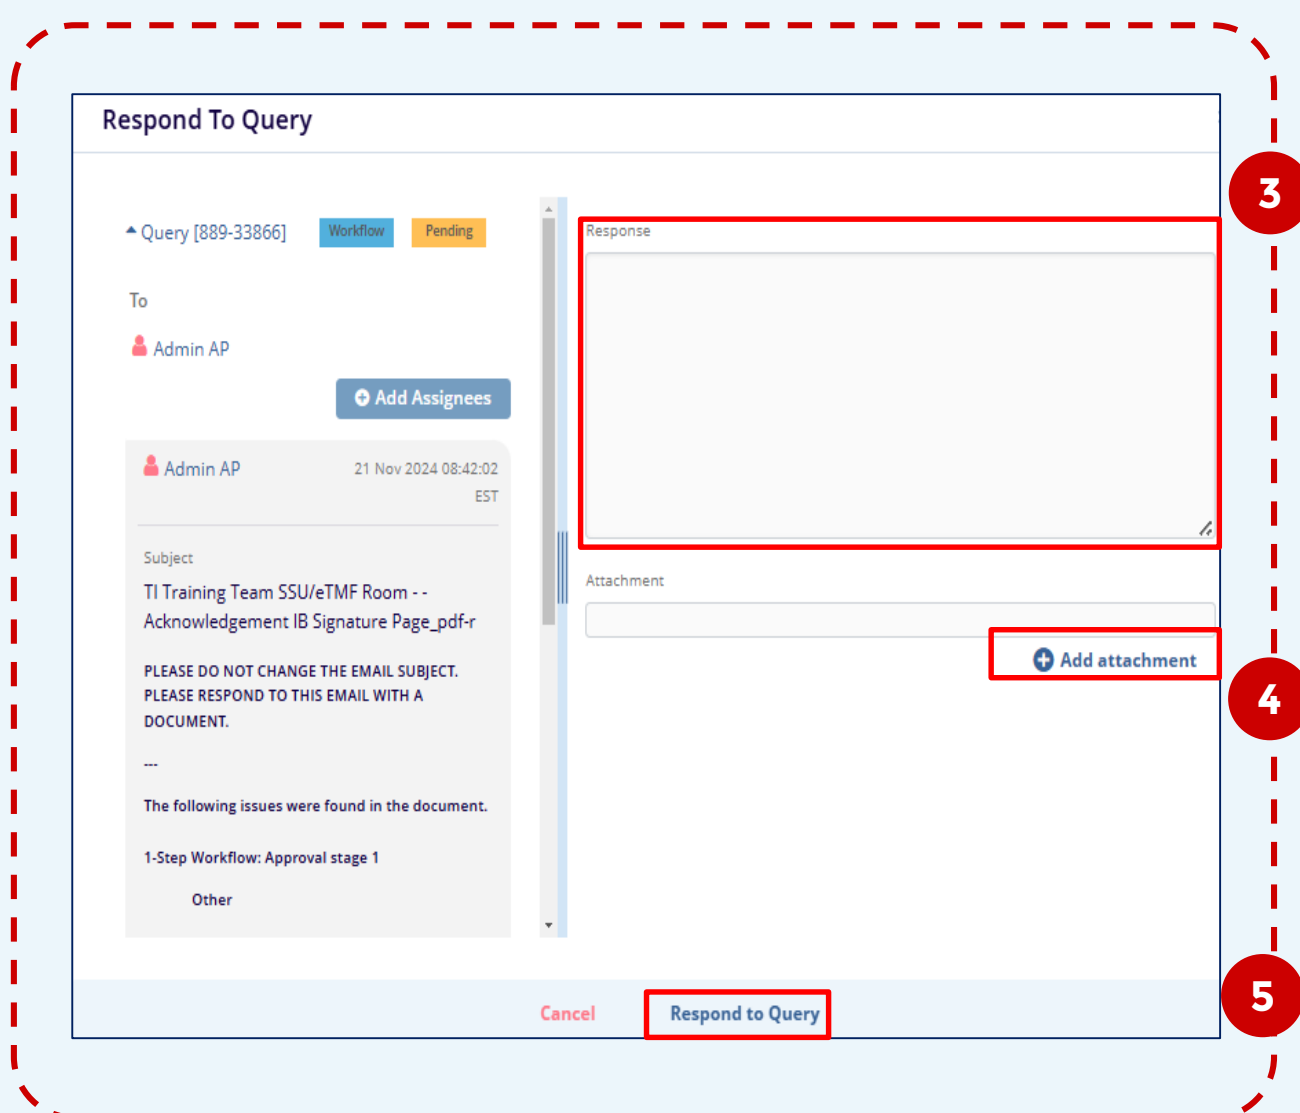 Respond To Query
3
Query [889-33866] Workflow Pending
Response
To
Admin AP
Add Assignees
Admin AP 21 Nov 2024 08:42:02
EST
Subject
TI Training Team SSU/eTMF Room - -
Acknowledgement IB Signature Page_pdf-r
PLEASE DO NOT CHANGE THE EMAIL SUBJECT.
PLEASE RESPOND TO THIS EMAIL WITH A
DOCUMENT.
---
The following issues were found in the document.
1-Step Workflow: Approval stage 1
Other
Attachment
Add attachment
4
Cancel Respond to Query
5